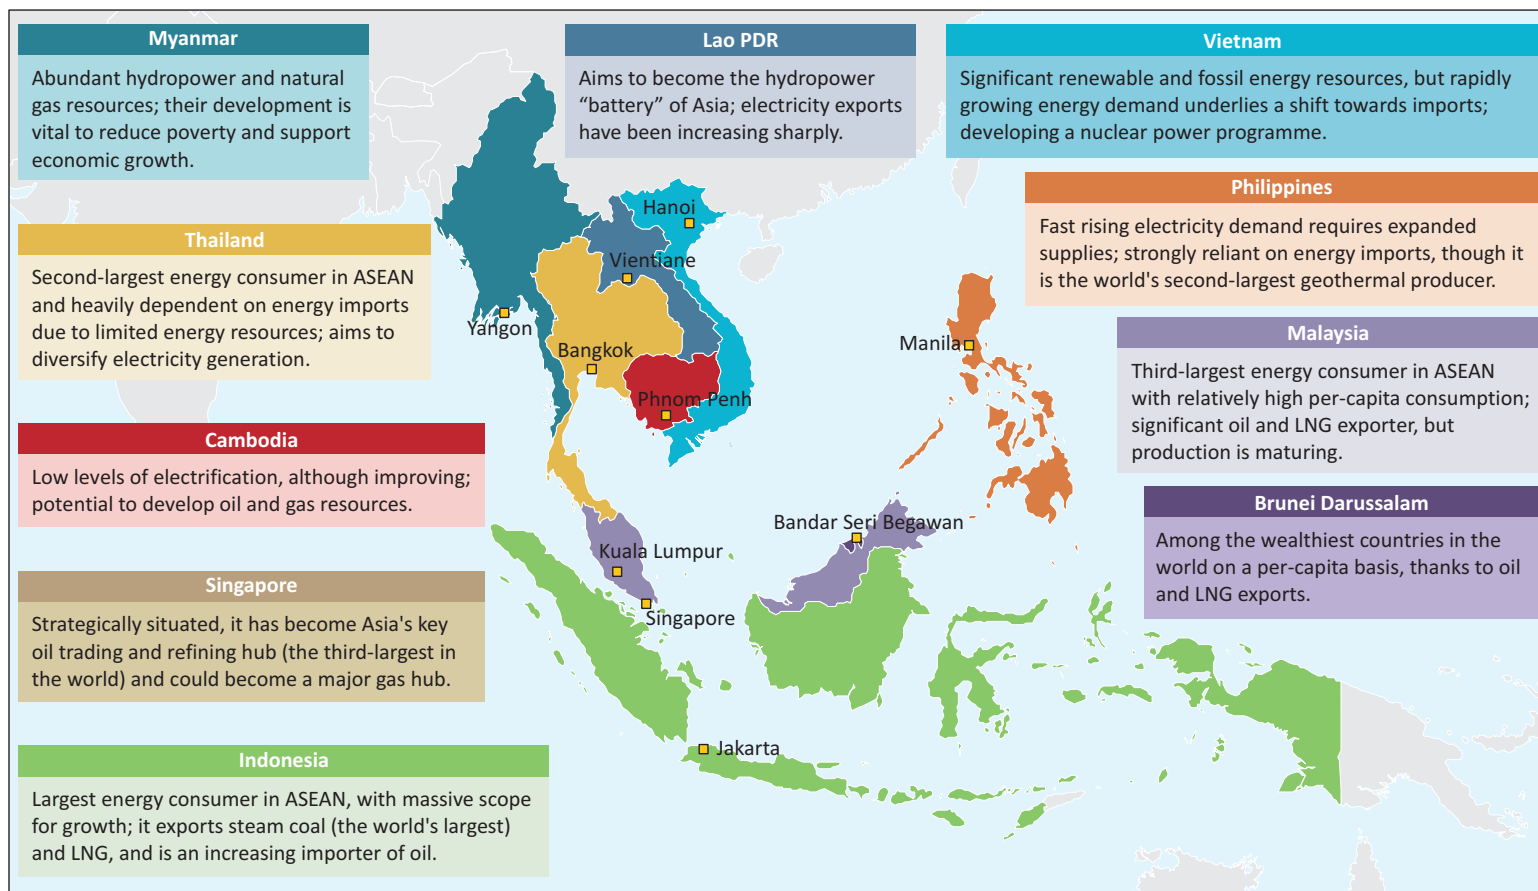 Myanmar
Abundant hydropower and natural
gas resources; their development is
vital to reduce poverty and support
economic growth.
Lao PDR
Aims to become the hydropower
“battery” of Asia; electricity exports
have been increasing sharply.
Vietnam
Significant renewable and fossil energy resources, but rapidly
growing energy demand underlies a shift towards imports;
developing a nuclear power programme.
Philippines
Fast rising electricity demand requires expanded
supplies; strongly reliant on energy imports, though it
is the world's second-largest geothermal producer.
Thailand
Second-largest energy consumer in ASEAN
and heavily dependent on energy imports
due to limited energy resources; aims to
diversify electricity generation.
Malaysia
Third-largest energy consumer in ASEAN
with relatively high per-capita consumption;
significant oil and LNG exporter, but
production is maturing.
Cambodia
Low levels of electrification, although improving;
potential to develop oil and gas resources.
Brunei Darussalam
Among the wealthiest countries in the
world on a per-capita basis, thanks to oil
and LNG exports.
Singapore
Strategically situated, it has become Asia's key
oil trading and refining hub (the third-largest in
the world) and could become a major gas hub.
Indonesia
Largest energy consumer in ASEAN, with massive scope
for growth; it exports steam coal (the world's largest)
and LNG, and is an increasing importer of oil.
Hanoi
Vientiane
Yangon
Bangkok
Manila
Phnom Penh
Bandar Seri Begawan
Kuala Lumpur
Singapore
Jakarta